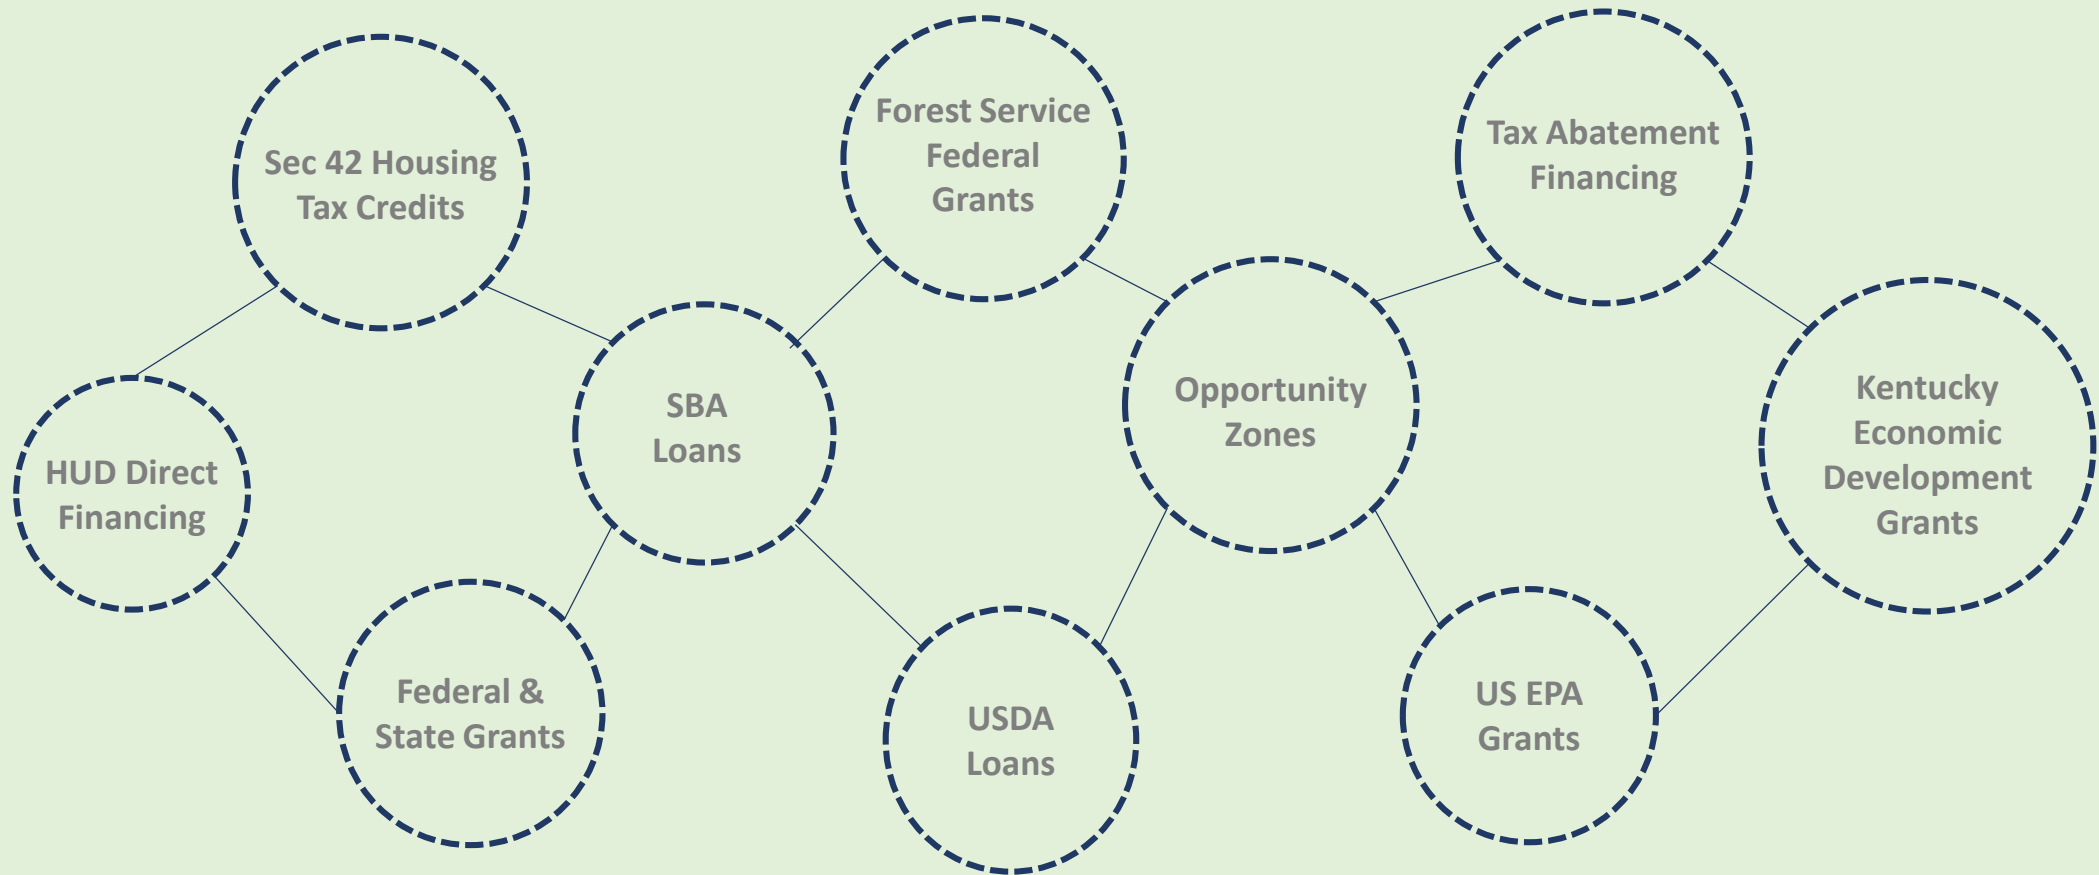 Sec 42 Housing
Tax Credits
Forest Service
Federal
Grants
Tax Abatement
Financing
HUD Direct
Financing
SBA
Loans
Opportunity
Zones
Kentucky
Economic
Development
Grants
Federal &
State Grants
USDA
Loans
US EPA
Grants